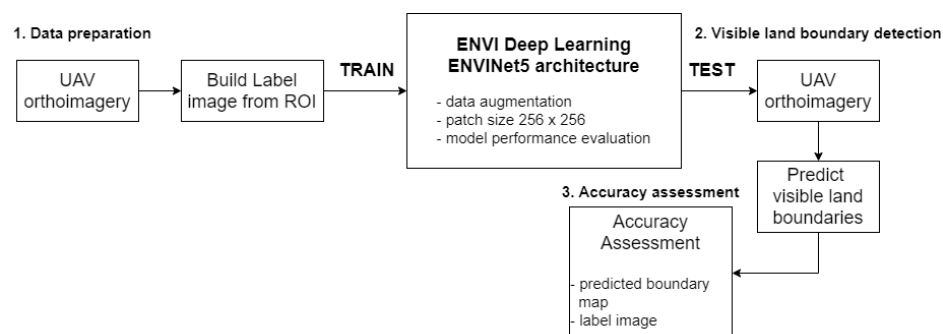 1. Data preparation
UAV
orthoimagery
Build Label
image from ROI
TRAIN
ENVI Deep Learning
ENVINet5 architecture
- data augmentation
- patch size 256 x 256
- model performance evaluation
TEST
2. Visible land boundary detection
UAV
orthoimagery
Predict
visible land
boundaries
3. Accuracy assessment
Accuracy
Assessment
- predicted boundary
map
- label image